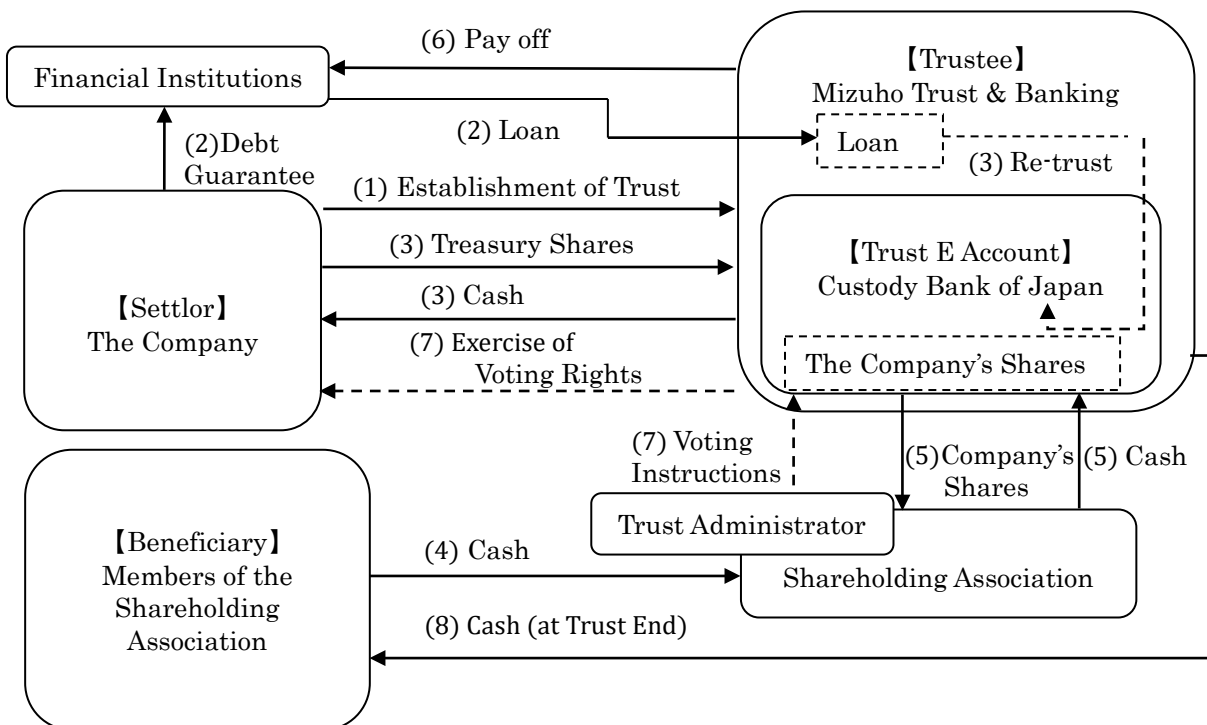 (6) Pay off
Financial Institutions
【Trustee】
Mizuho Trust & Banking
(2) Loan
Loan
(3) Re-trust
(2)Debt
Guarantee
(1) Establishment of Trust
(3) Treasury Shares
【Trust E Account】
Custody Bank of Japan
(3) Cash
【Settlor】
The Company
(7) Exercise of
Voting Rights
The Company’s Shares
(7) Voting
Instructions
(5)Company’s
Shares
(5) Cash
Trust Administrator
Shareholding Association
【Beneficiary】
Members of the
Shareholding
Association
(4) Cash
(8) Cash (at Trust End)